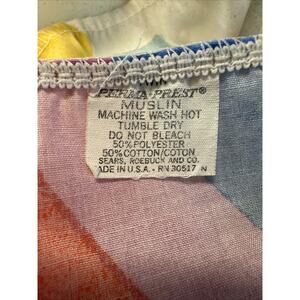 PERMA-PREST®
MUSLIN
MACHINE WASH HOT
TUMBLE DRY
DO NOT BLEACH
50% POLYESTER
50% COTTON/COTON
SEARS, ROEBUCK AND CO.
ADE IN U.S.A. - RN 30517 N